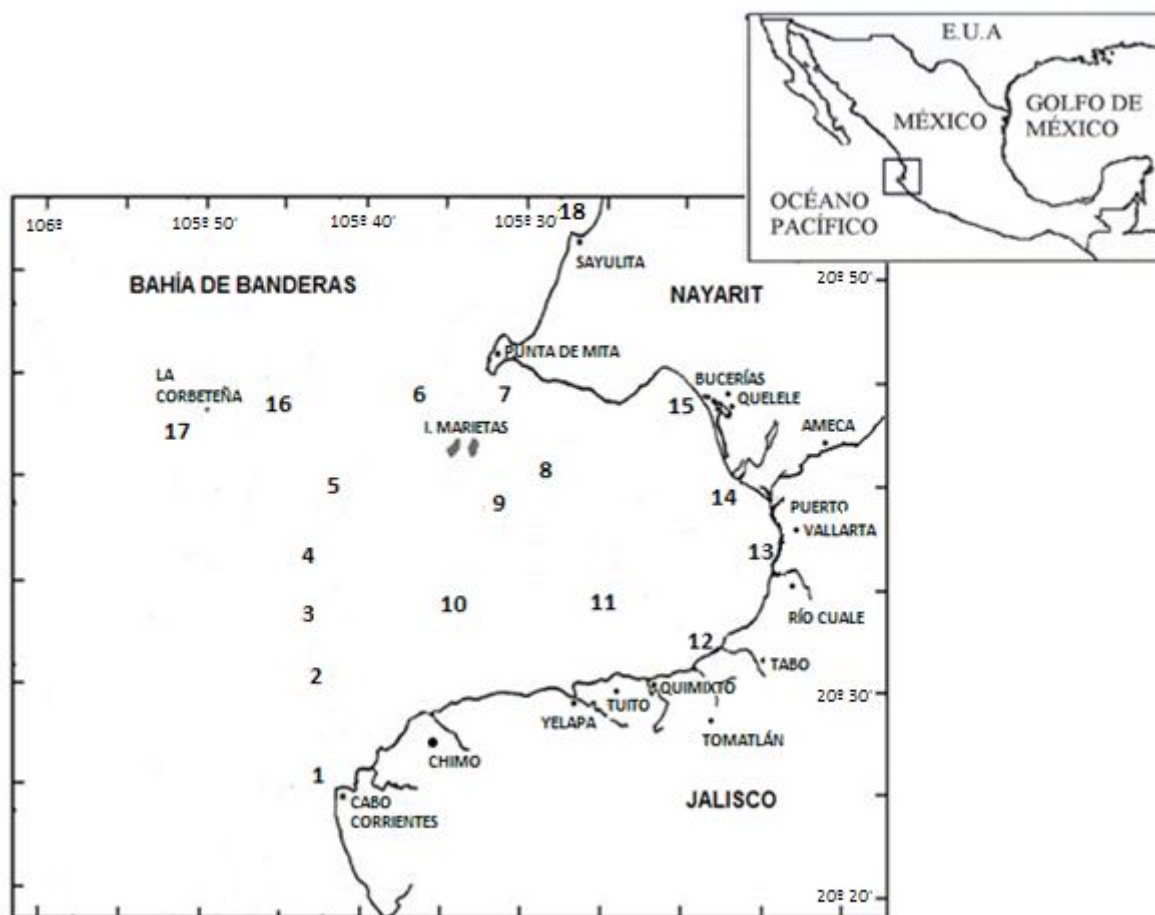 E.U.A
MÉXICO
GOLFO DE
MÉXICO
OCÉANO
PACÍFICO
106º
105º 50'
105º 40'
105º 30'
18
SAYULITA
BAHÍA DE BANDERAS
NAYARIT
20º 50'
PUNTA DE MITA
LA
CORBETEÑA
16
6
7
BUCERÍAS
15
QUELELE
17
I. MARIETAS
AMECA
5
8
9
14
PUERTO
VALLARTA
4
13
3
10
11
RÍO CUALE
12
TABO
2
QUIMIXTO
20º 30'
TUITO
YELAPA
TOMATLÁN
CHIMO
1
CABO
CORRIENTES
JALISCO
20º 20'